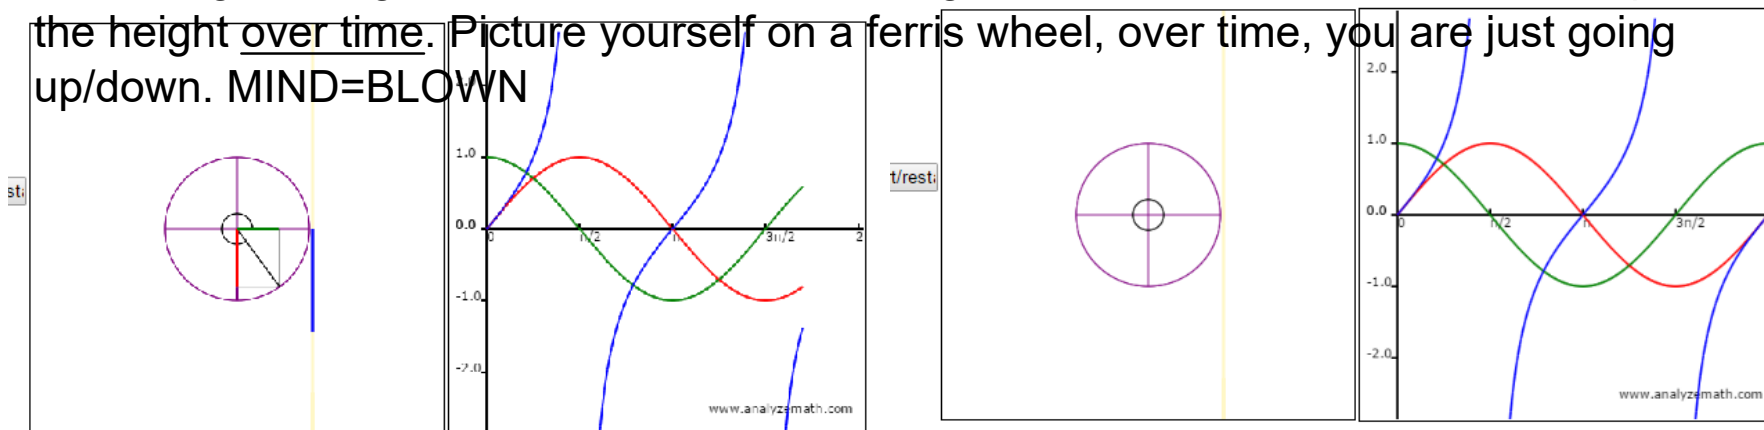 the height over time. Picture yourself on a ferris wheel, over time, you are just going
up/down. MIND=BLOWN
1.0
0.0
-1.0
-2.0
0
π/2
π
3π/2
2
www.analyzemath.com
t/rest
2.0
1.0
0.0
-1.0
-2.0
0
π/2
π
3π/2
www.analyzemath.com